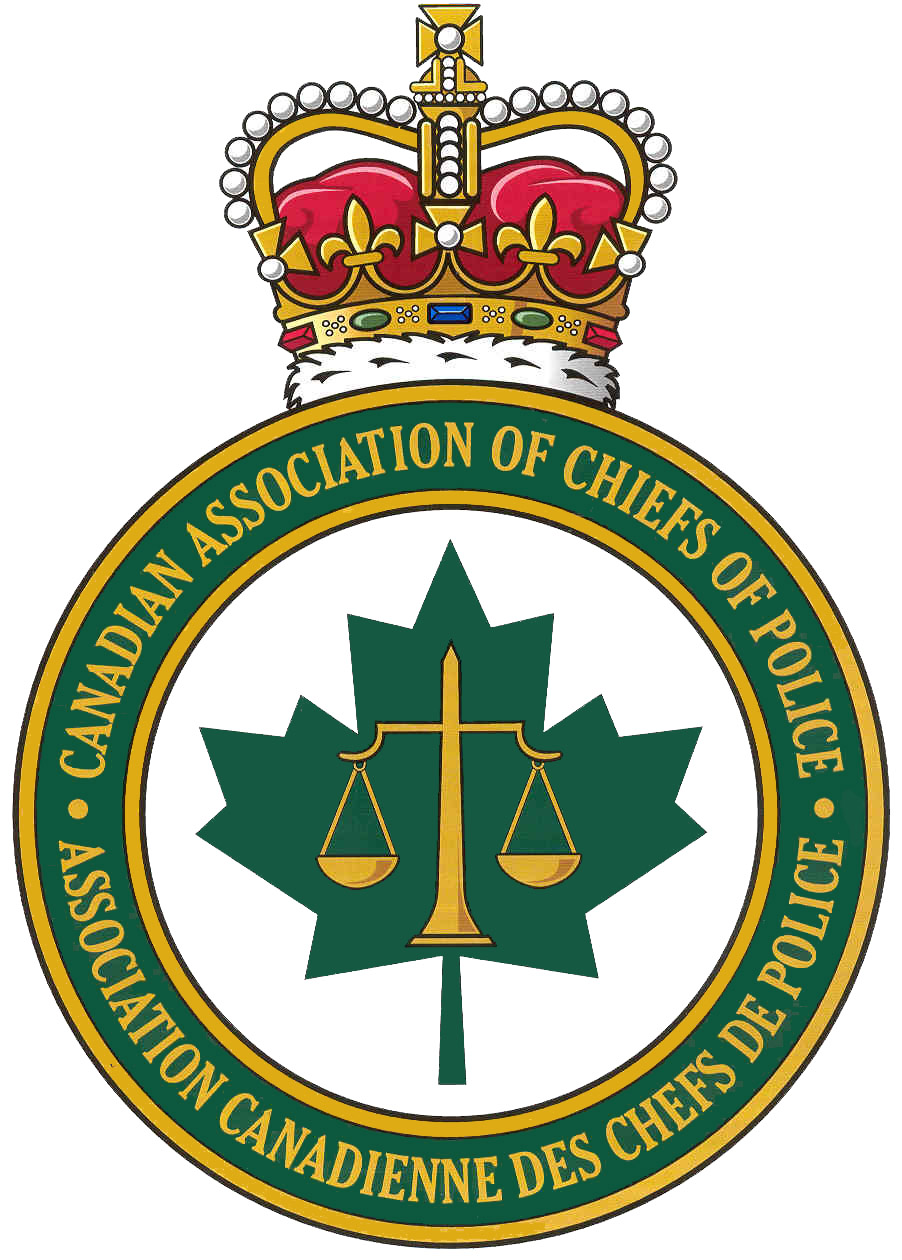 CANADIAN ASSOCIATION OF CHIEFS OF POLICE
ASSOCIATION CANADIENNE DES CHEFS DE POLICE